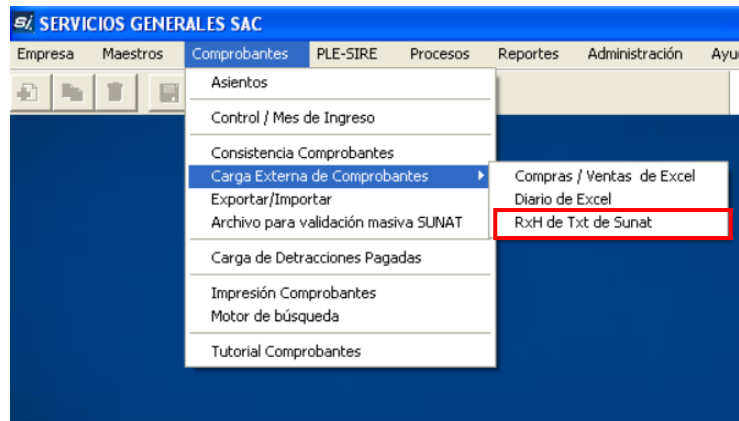 Si. SERVICIOS GENERALES SAC
Empresa Maestros Comprobantes PLE-SIRE Procesos Reportes Administración
Asientos
Control / Mes de Ingreso
Consistencia Comprobantes
Carga Externa de Comprobantes
Compras / Ventas de Excel
Diario de Excel
RxH de Txt de Sunat
Exportar/Importar
Archivo para validación masiva SUNAT
Carga de Detracciones Pagadas
Impresión Comprobantes
Motor de búsqueda
Tutorial Comprobantes